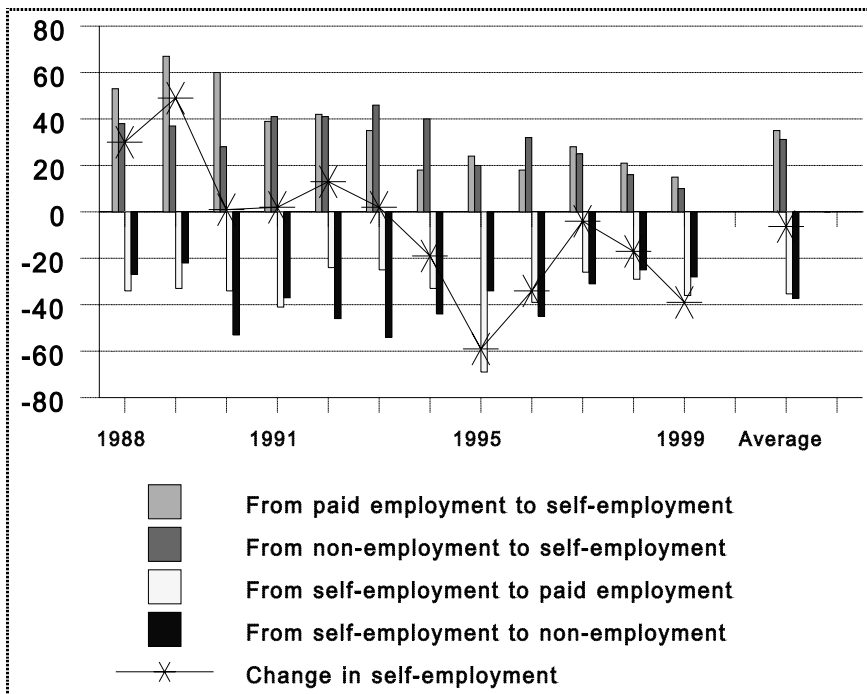 80
60
40
20
0
-20
-40
-60
-80
1988 1991 1995 1999 Average
From paid employment to self-employment
From non-employment to self-employment
From self-employment to paid employment
From self-employment to non-employment
Change in self-employment